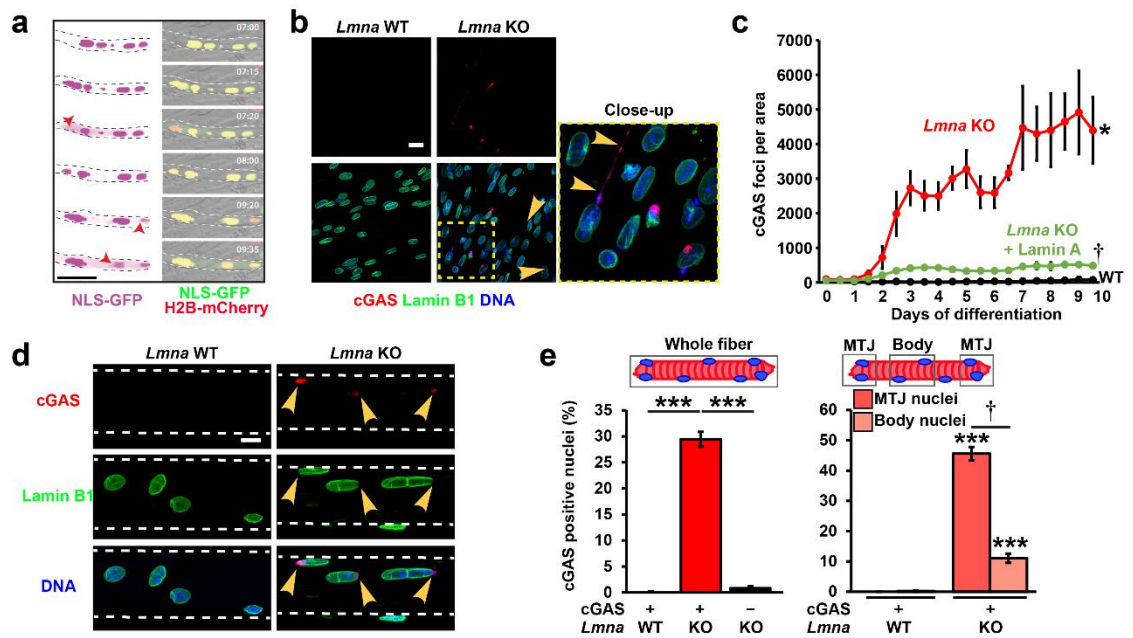 a
07:00
07:15
07:20
08:00
09:20
09:35
NLS-GFP
NLS-GFP
H2B-mCherry
b
Lmna WT
Lmna KO
Close-up
cGAS Lamin B1 DNA
c
cGAS foci per area
7000
6000
5000
4000
3000
2000
1000
0
Lmna KO
*
Lmna KO
+ Lamin A
†
WT
0 1 2 3 4 5 6 7 8 9 10
Days of differentiation
d
Lmna WT
Lmna KO
cGAS
Lamin B1
DNA
e
Whole fiber
cGAS positive nuclei (%)
35
30
25
20
15
10
5
0
*** ***
cGAS + + –
Lmna WT KO KO
MTJ Body MTJ
MTJ nuclei
Body nuclei
60
50
40
30
20
10
0
†
***
***
cGAS + +
Lmna WT KO